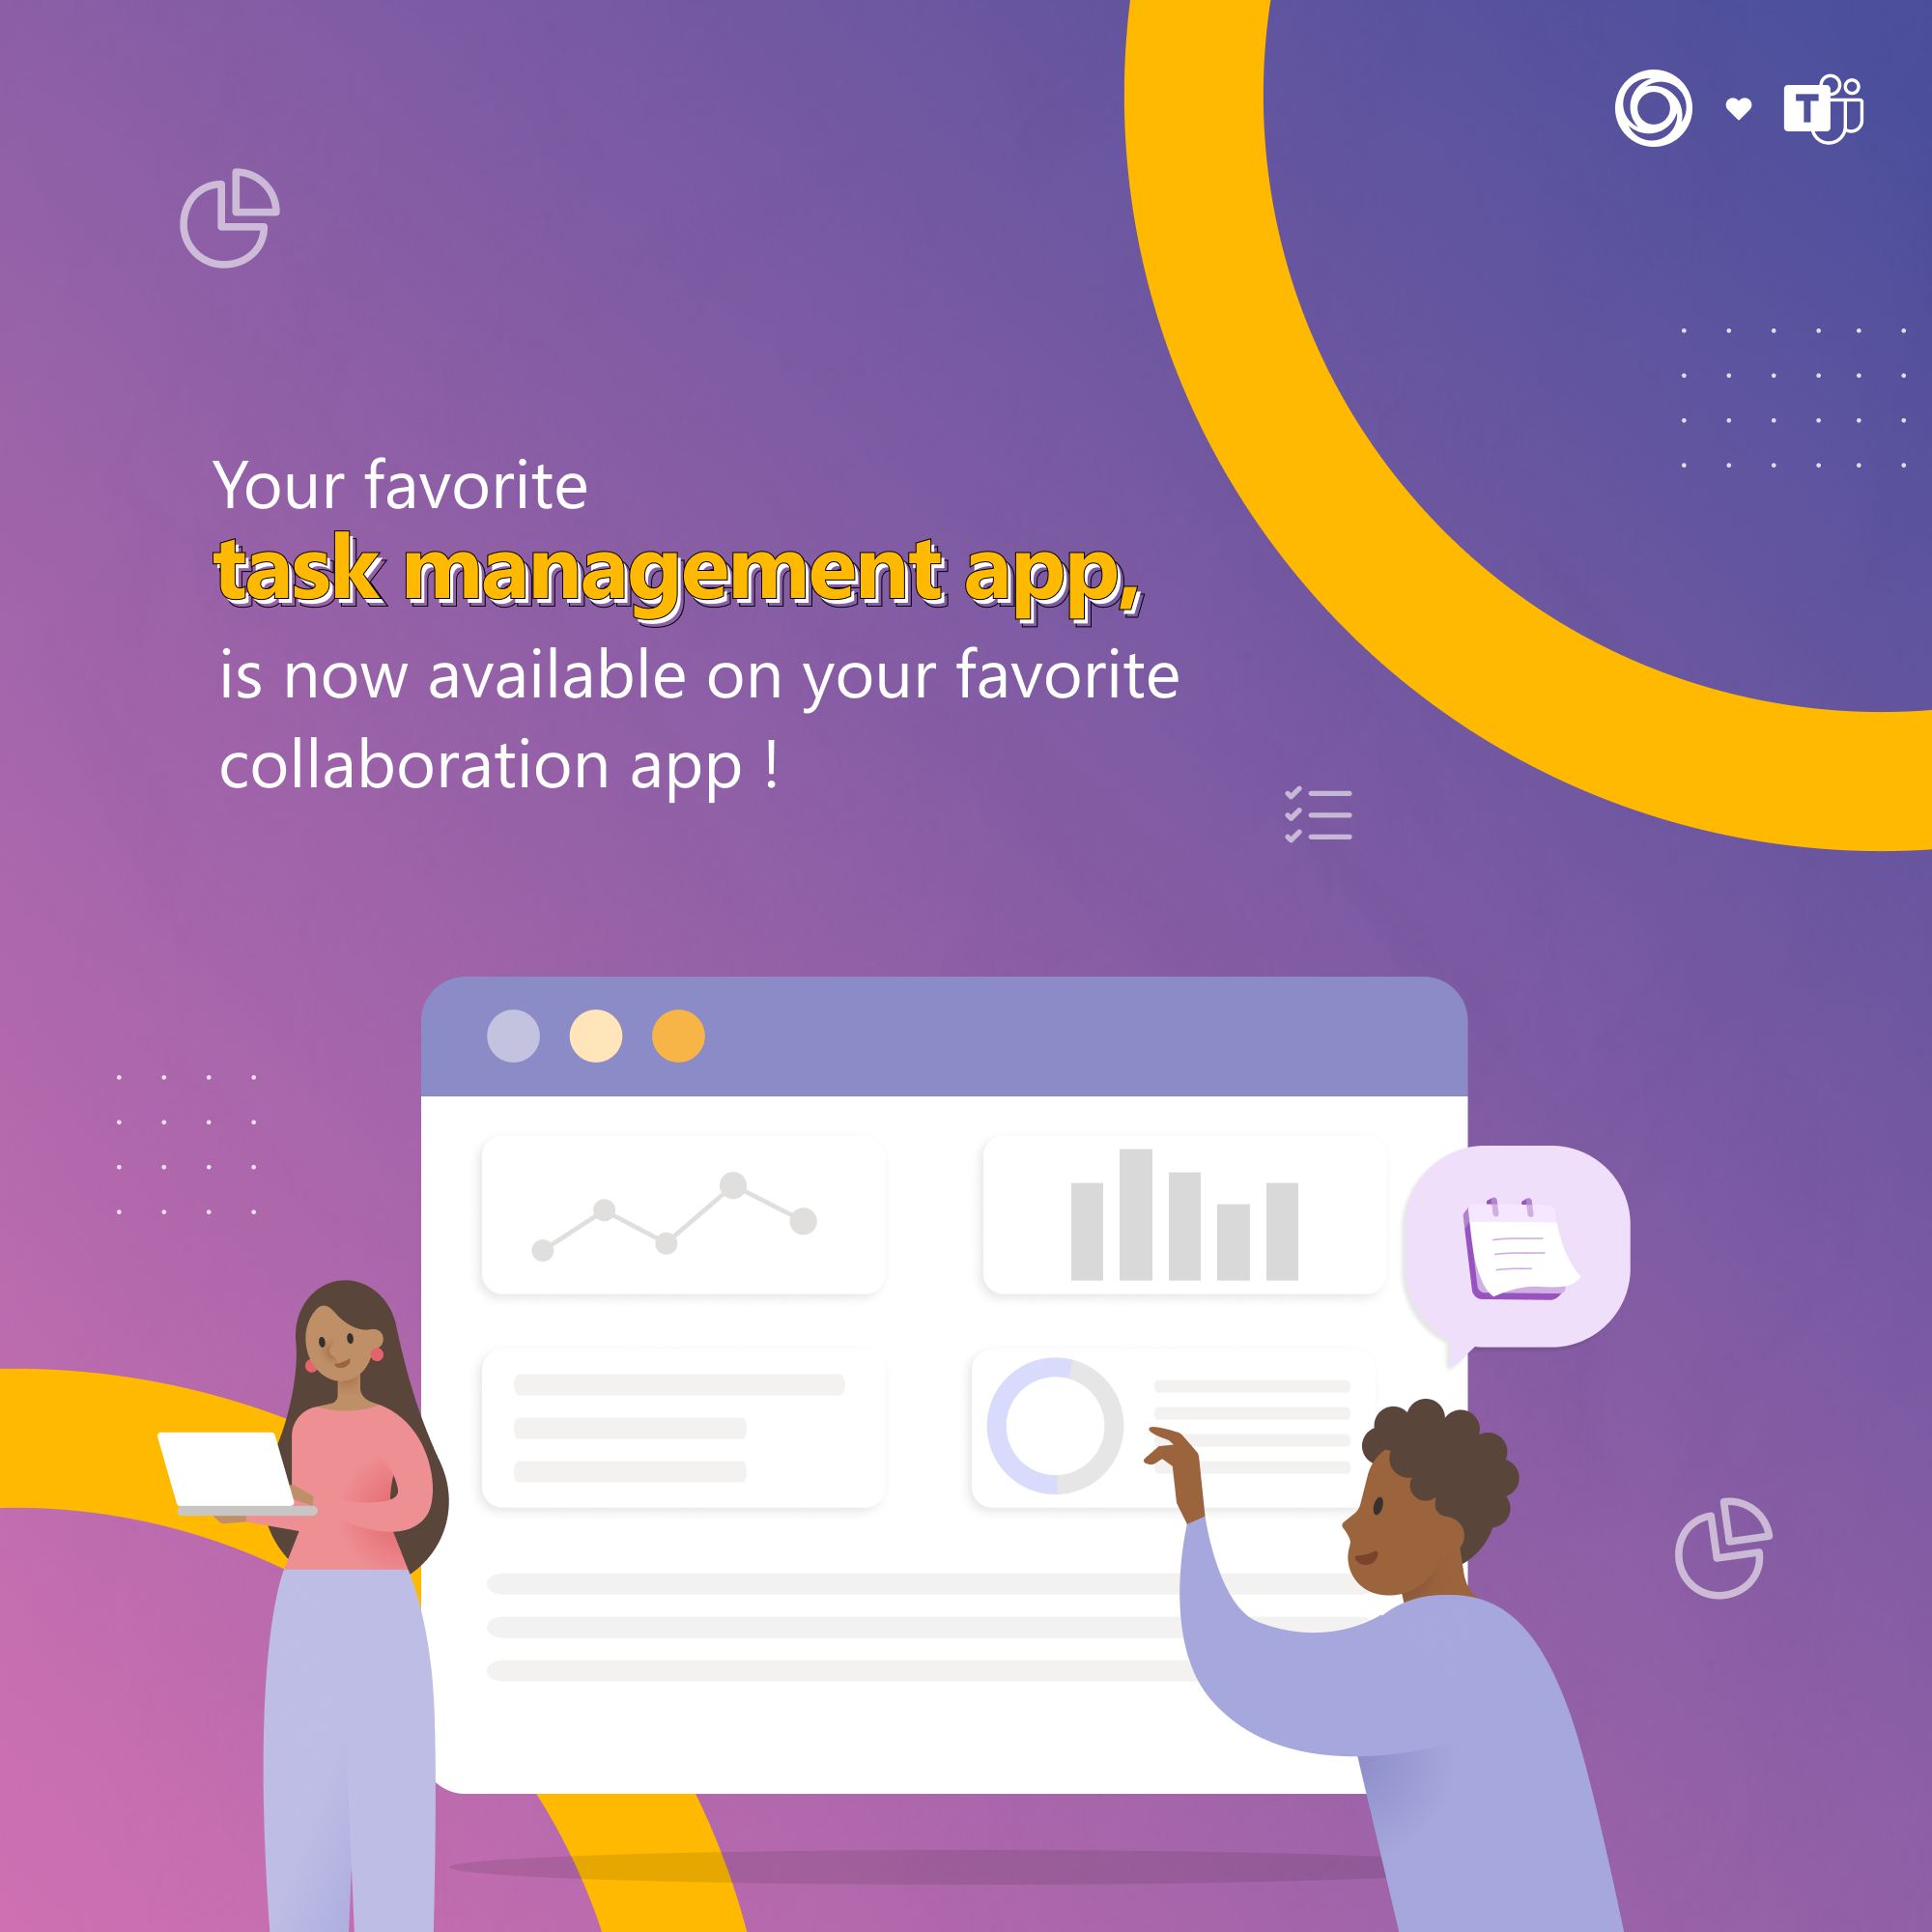 T
Your favorite
task management app,
is now available on your favorite
collaboration app !